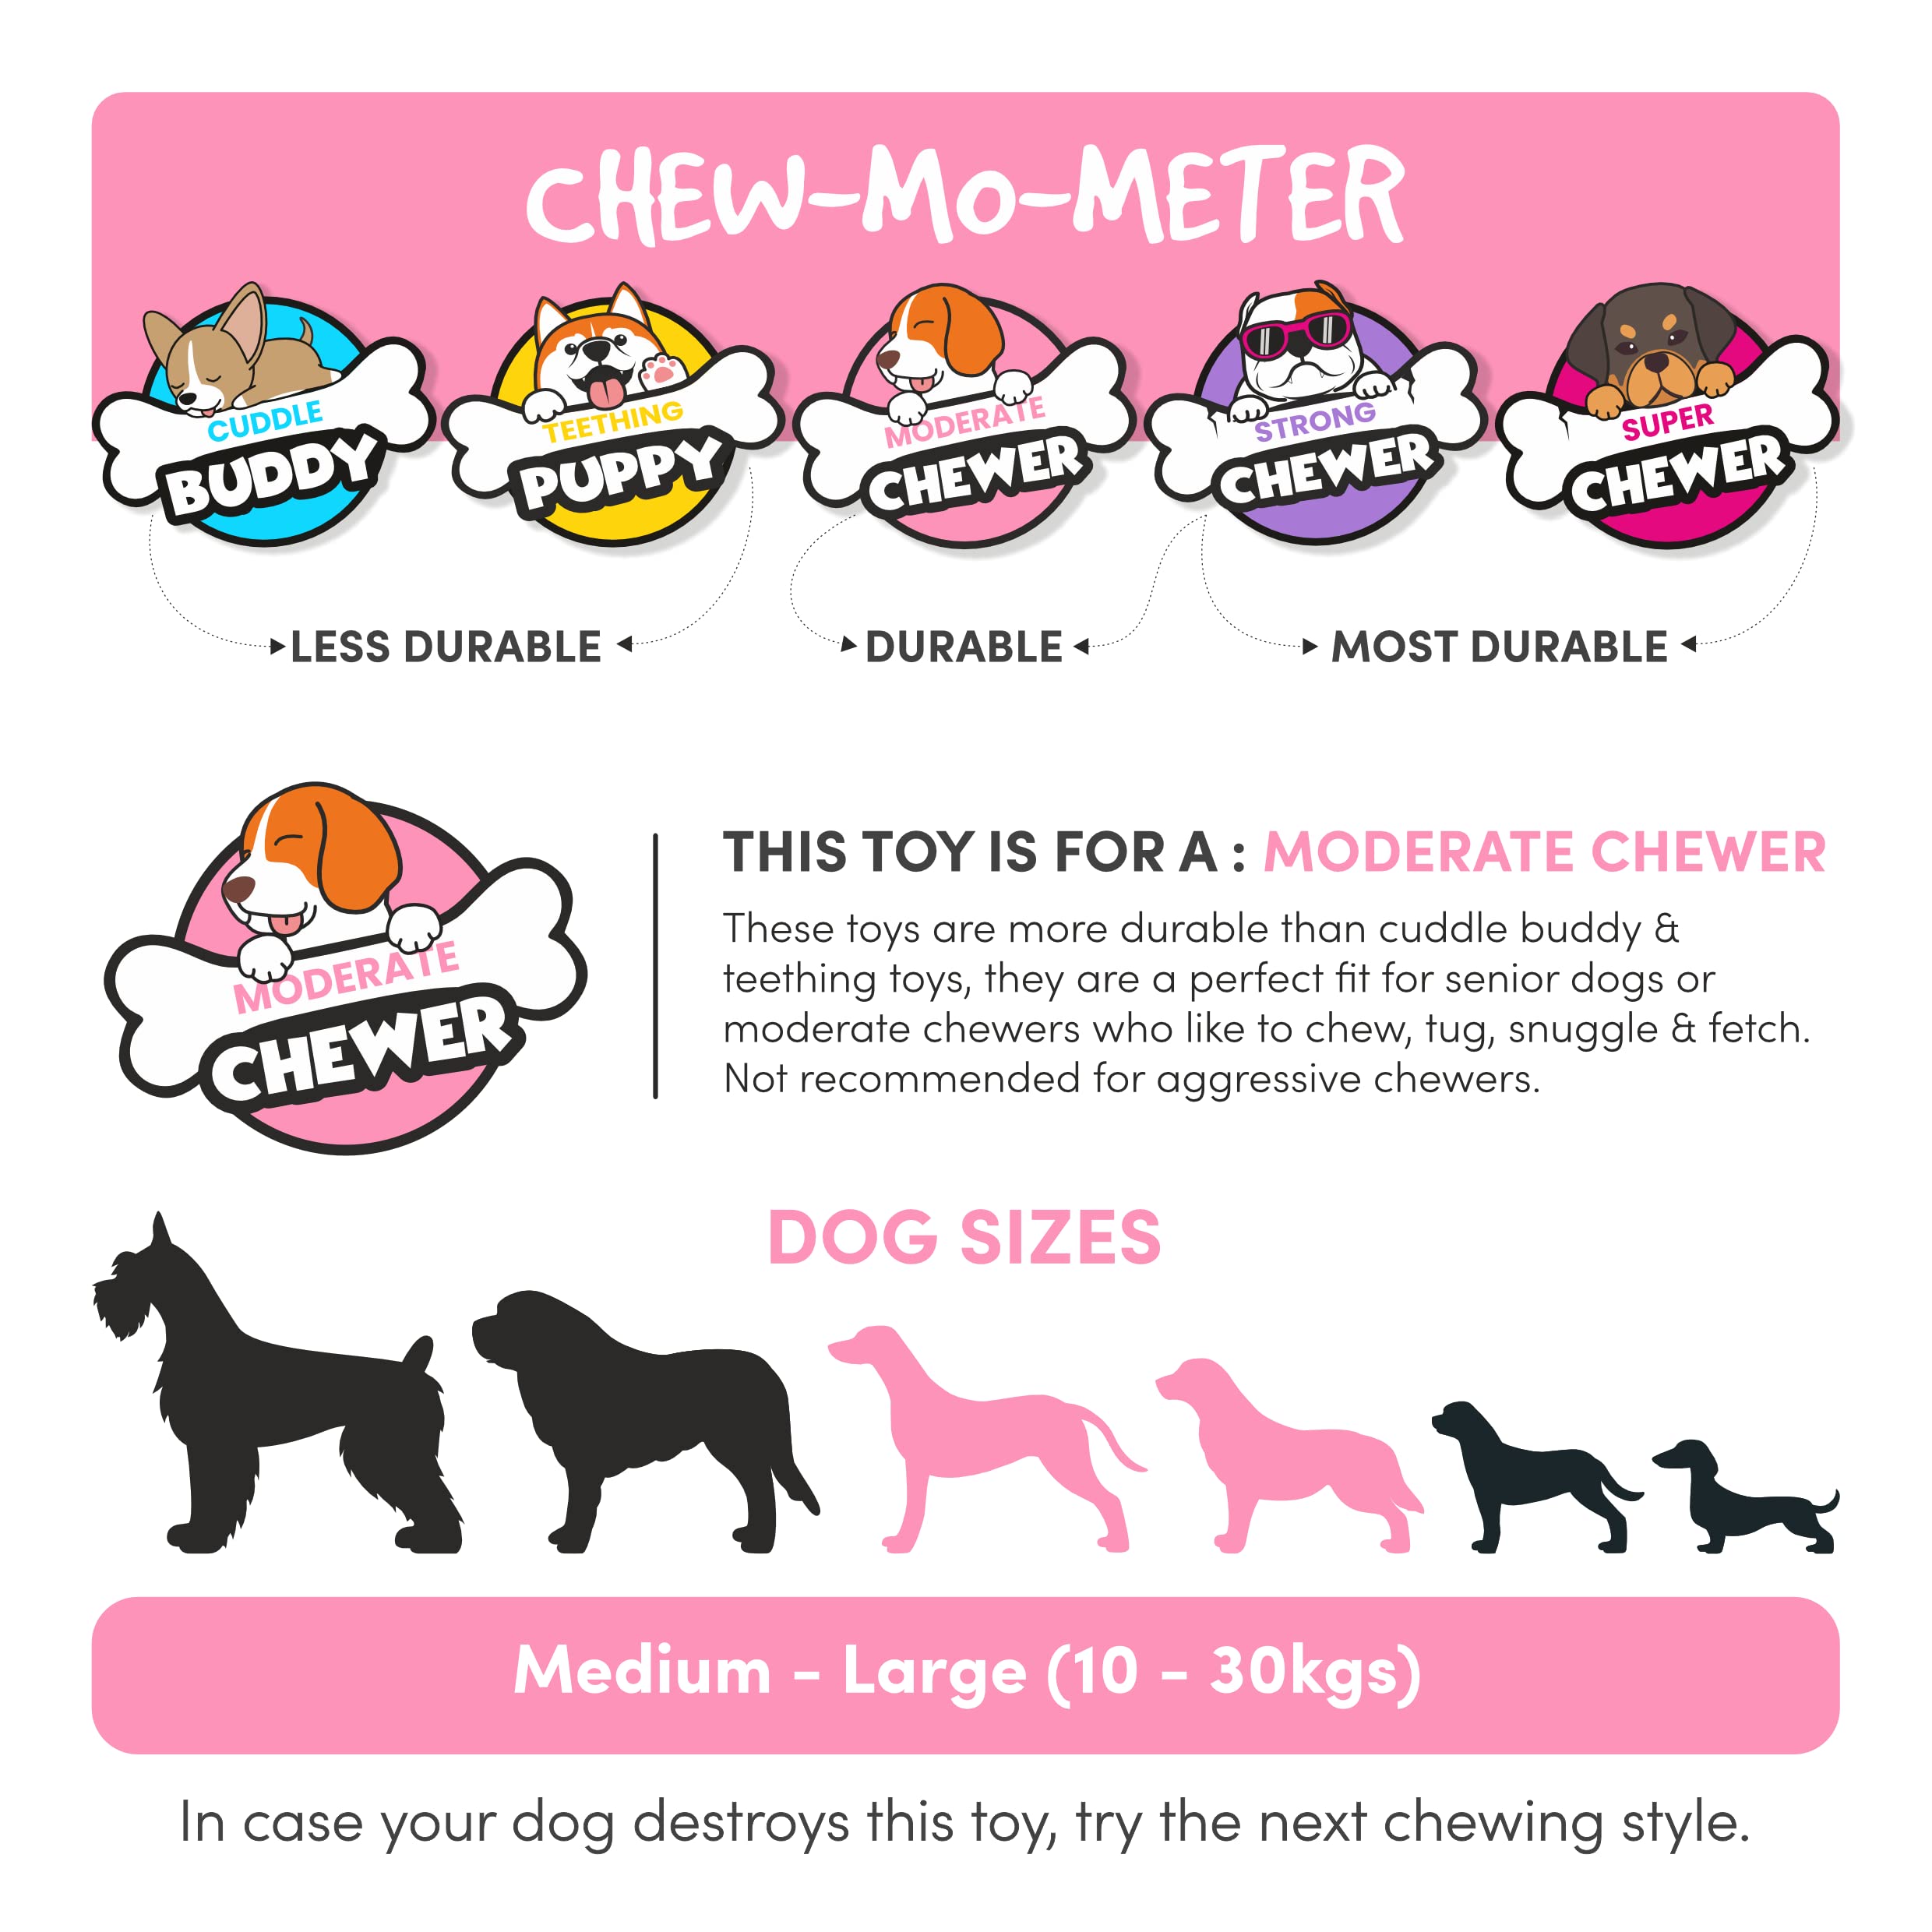 CHEW-MO-METER
CUDDLE
BUDDY
TEETHING
PUPPY
MODERATE
CHEWER
STRONG
CHEWER
SUPER
CHEWER
LESS DURABLE
DURABLE
MOST DURABLE
MODERATE
CHEWER
THIS TOY IS FOR A : MODERATE CHEWER
These toys are more durable than cuddle buddy &
teething toys, they are a perfect fit for senior dogs or
moderate chewers who like to chew, tug, snuggle & fetch.
Not recommended for aggressive chewers.
DOG SIZES
Medium - Large (10 - 30kgs)
In case your dog destroys this toy, try the next chewing style.